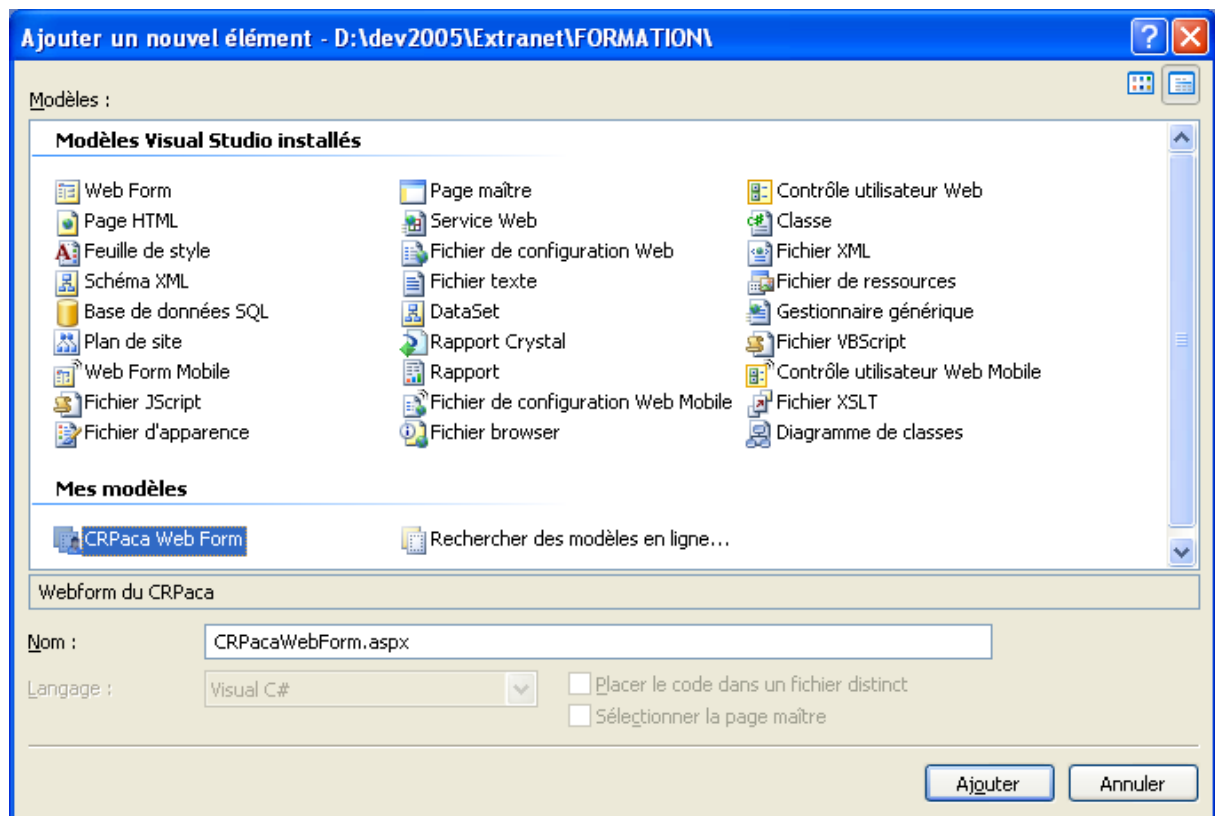 Ajouter un nouvel élément - D:\dev2005\Extranet\FORMATION\
Modèles :
Modèles Visual Studio installés
Web Form Page maître Contrôle utilisateur Web
Page HTML Service Web Classe
Feuille de style Fichier de configuration Web Fichier XML
Schéma XML Fichier texte Fichier de ressources
Base de données SQL DataSet Gestionnaire générique
Plan de site Rapport Crystal Fichier VBScript
Web Form Mobile Rapport Contrôle utilisateur Web Mobile
Fichier JScript Fichier de configuration Web Mobile Fichier XSLT
Fichier d'apparence Fichier browser Diagramme de classes
Mes modèles
CRPaca Web Form Rechercher des modèles en ligne...
Webform du CRPaca
Nom : CRPacaWebForm.aspx
Langage : Visual C# Placer le code dans un fichier distinct
Sélectionner la page maître
Ajouter Annuler